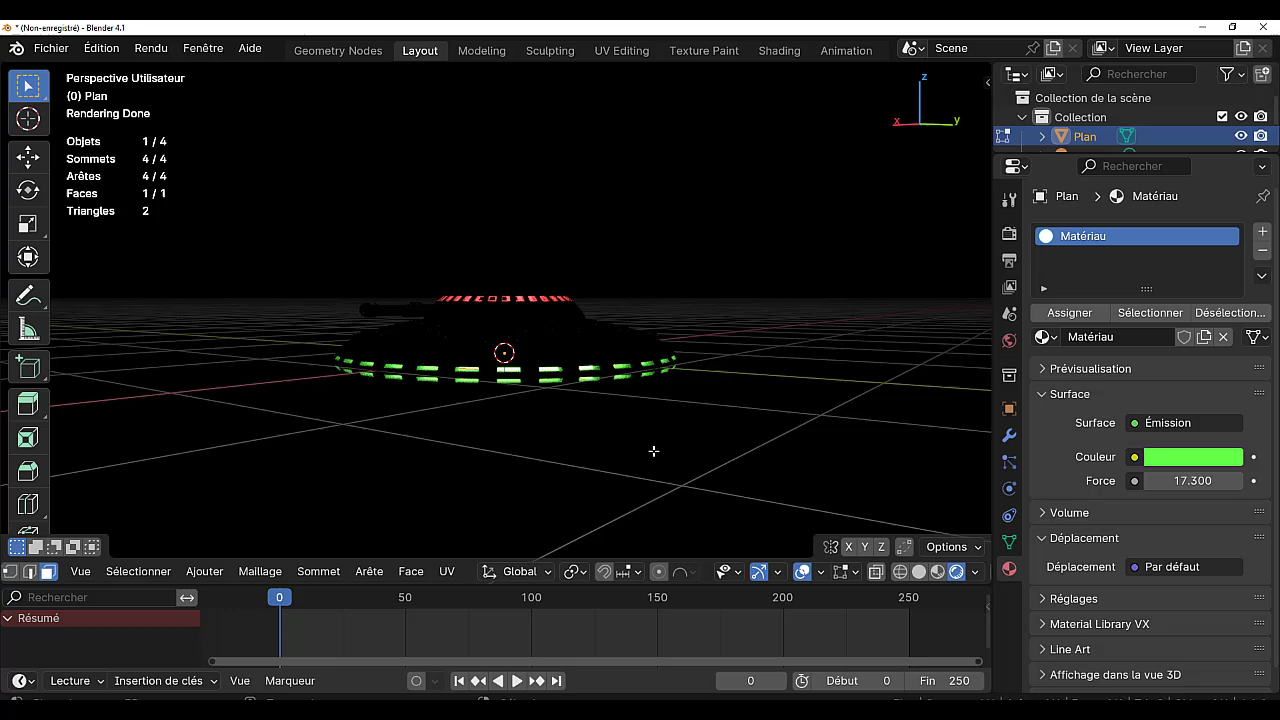 * (Non-enregistré) - Blender 4.1
Fichier Édition Rendu Fenêtre Aide
Geometry Nodes Layout Modeling Sculpting UV Editing Texture Paint Shading Animation
Scene View Layer
Perspective Utilisateur
(0) Plan
Rendering Done
Objets 1 / 4
Sommets 4 / 4
Arêtes 4 / 4
Faces 1 / 1
Triangles 2
z
x y
Rechercher
Collection de la scène
Collection
Plan
Rechercher
Plan > Matériau
Matériau
Assigner Sélectionner Désélection...
Matériau
Prévisualisation
Surface
Surface Émission
Couleur
Force 17.300
Volume
Déplacement
Déplacement Par défaut
Réglages
Material Library VX
Line Art
Affichage dans la vue 3D
X Y Z Options
Vue Sélectionner Ajouter Maillage Sommet Arête Face UV Global
Rechercher 0 50 100 150 200 250
Résumé
Lecture Insertion de clés Vue Marqueur 0 Début 0 Fin 250